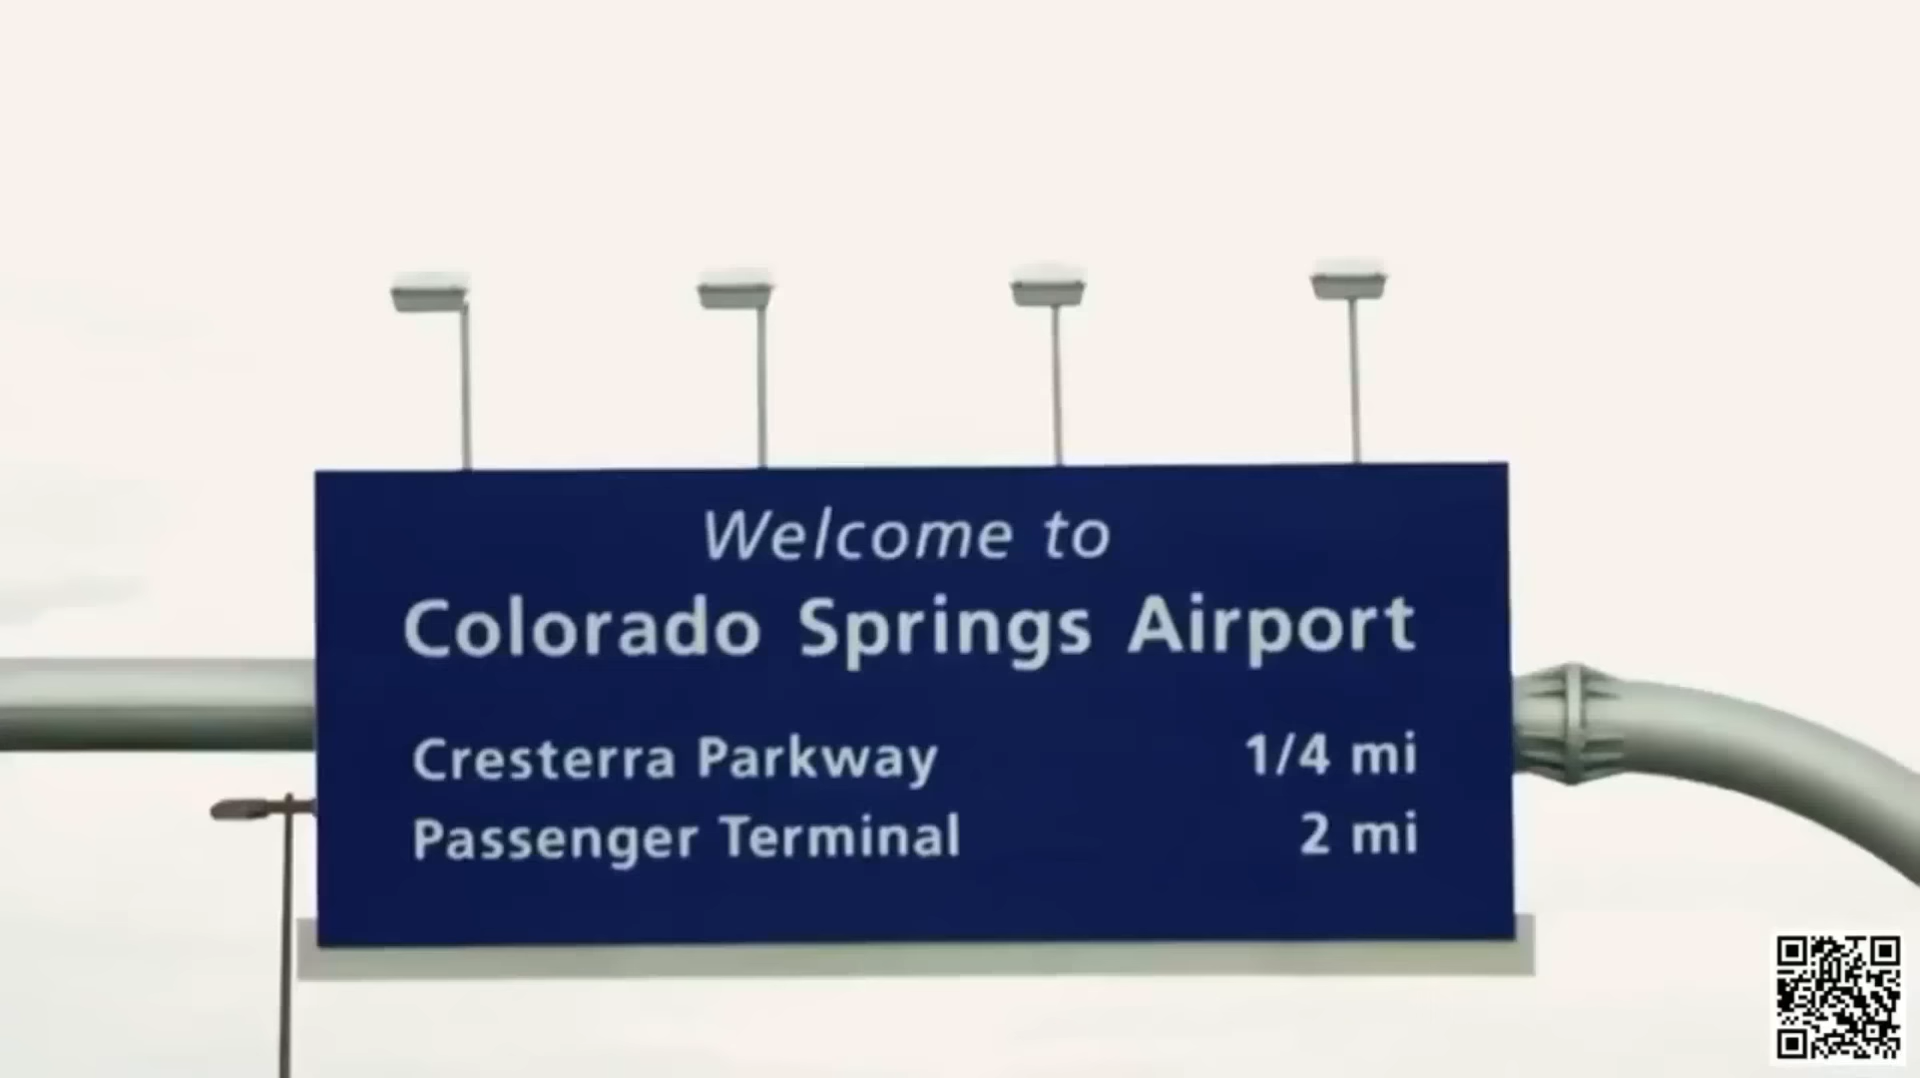 Welcome to
Colorado Springs Airport
Cresterra Parkway 1/4 mi
Passenger Terminal 2 mi